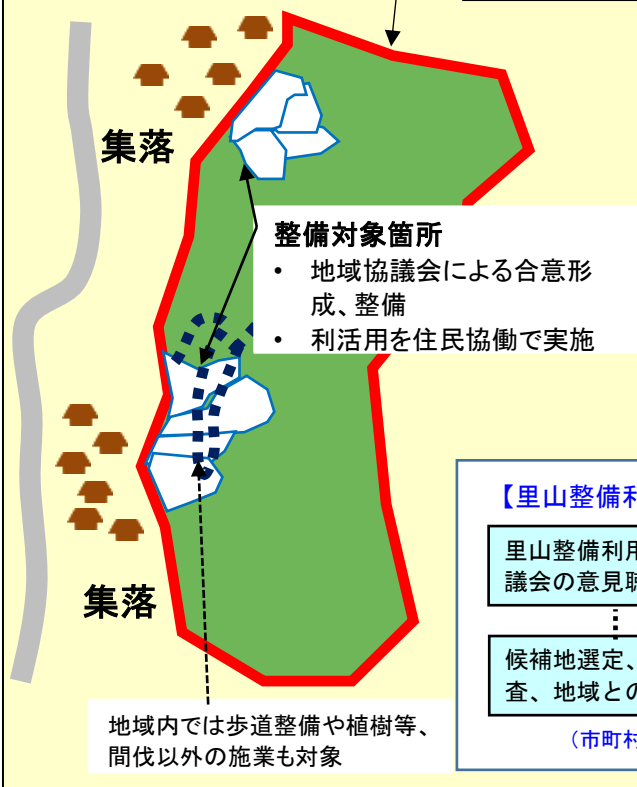 集落
整備対象箇所
• 地域協議会による合意形
成、整備
• 利活用を住民協働で実施
集落
地域内では歩道整備や植樹等、
間伐以外の施業も対象
【里山整備利
里山整備利用
議会の意見聴
候補地選定、
査、地域との
（市町村